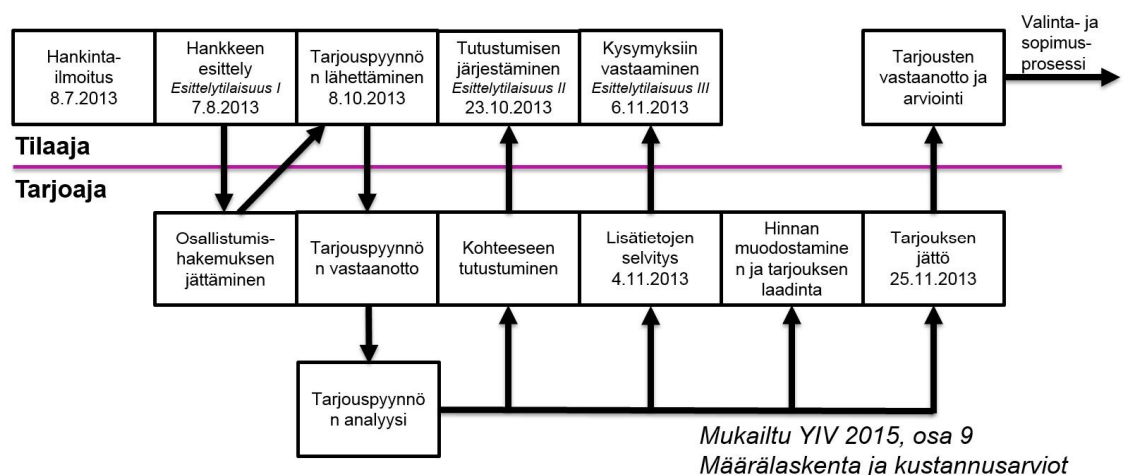 Hankinta-
ilmoitus
8.7.2013
Hankkeen
esittely
Esittelytilaisuus I
7.8.2013
Tarjouspyynnö
n lähettäminen
8.10.2013
Tutustumisen
järjestäminen
Esittelytilaisuus II
23.10.2013
Kysymyksiin
vastaaminen
Esittelytilaisuus III
6.11.2013
Tarjousten
vastaanotto ja
arviointi
Valinta- ja
sopimus-
prosessi
Tilaaja
Tarjoaja
Osallistumis-
hakemuksen
jättäminen
Tarjouspyynnö
n vastaanotto
Kohteeseen
tutustuminen
Lisätietojen
selvitys
4.11.2013
Hinnan
muodostamine
n ja tarjouksen
laadinta
Tarjouksen
jättö
25.11.2013
Tarjouspyynnö
n analyysi
Mukailtu YIV 2015, osa 9
Määrälaskenta ja kustannusarviot